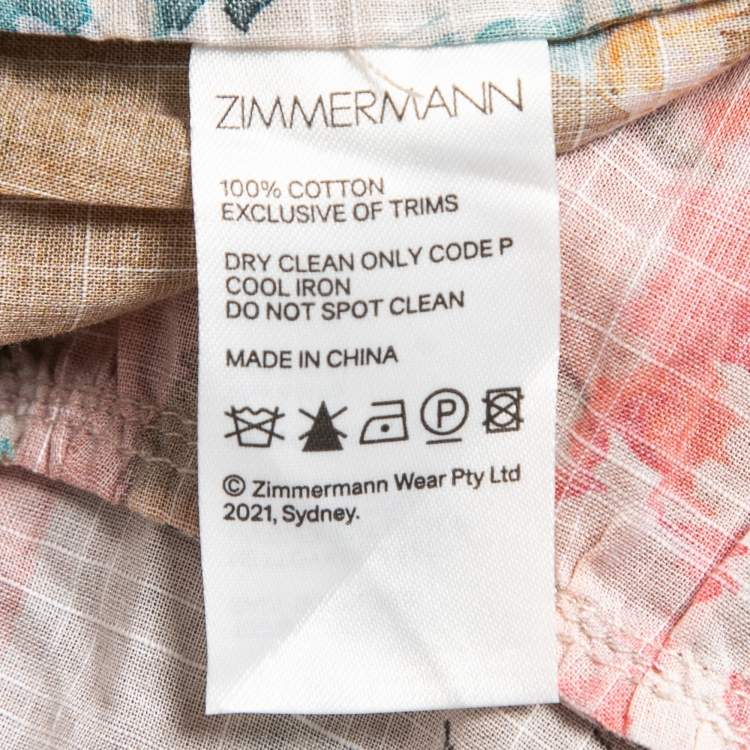 ZIMMERMANN
100% COTTON
EXCLUSIVE OF TRIMS
DRY CLEAN ONLY CODE P
COOL IRON
DO NOT SPOT CLEAN
MADE IN CHINA
P
© Zimmermann Wear Pty Ltd
2021, Sydney.